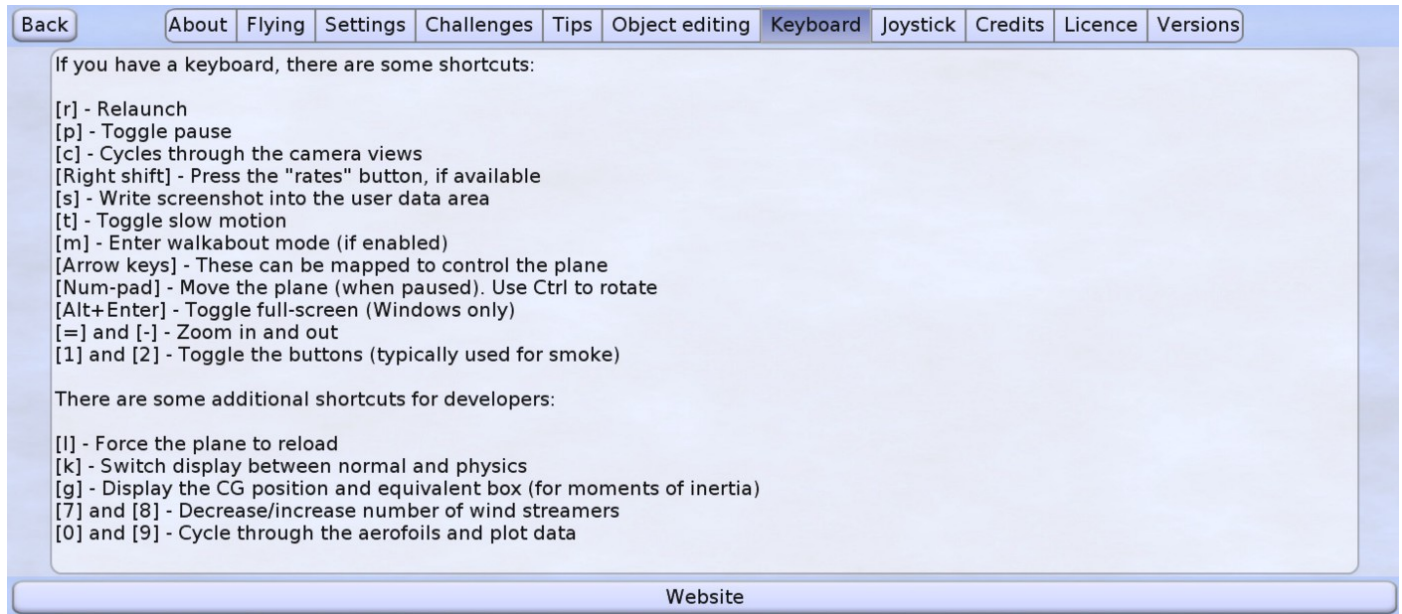 Back
About Flying Settings Challenges Tips Object editing Keyboard Joystick Credits Licence Versions
If you have a keyboard, there are some shortcuts:
[r] - Relaunch
[p] - Toggle pause
[c] - Cycles through the camera views
[Right shift] - Press the "rates" button, if available
[s] - Write screenshot into the user data area
[t] - Toggle slow motion
[m] - Enter walkabout mode (if enabled)
[Arrow keys] - These can be mapped to control the plane
[Num-pad] - Move the plane (when paused). Use Ctrl to rotate
[Alt+Enter] - Toggle full-screen (Windows only)
[=] and [-] - Zoom in and out
[1] and [2] - Toggle the buttons (typically used for smoke)
There are some additional shortcuts for developers:
[l] - Force the plane to reload
[k] - Switch display between normal and physics
[g] - Display the CG position and equivalent box (for moments of inertia)
[7] and [8] - Decrease/increase number of wind streamers
[0] and [9] - Cycle through the aerofoils and plot data
Website